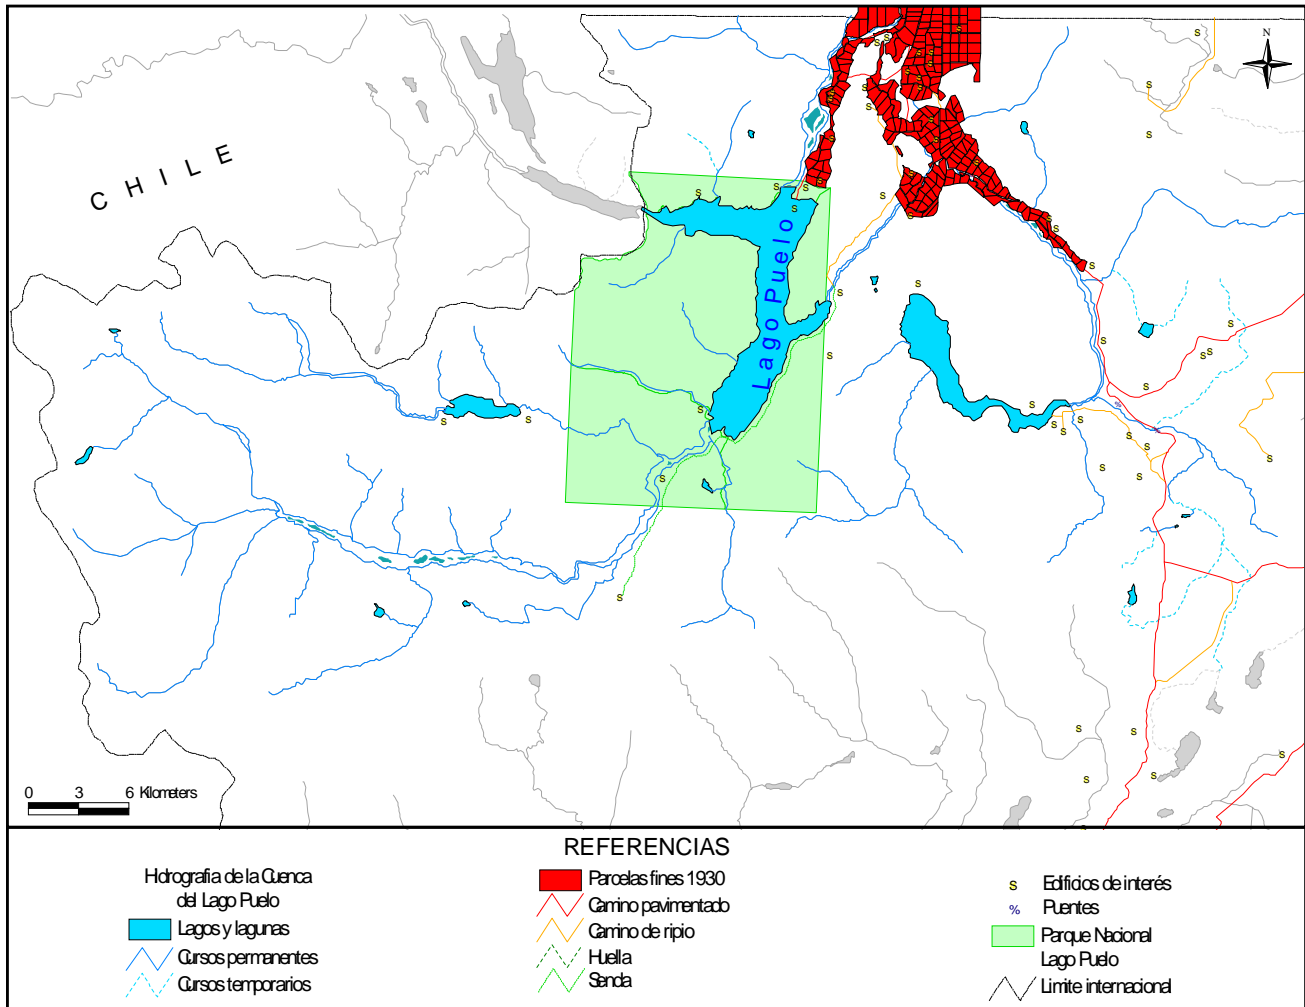 N
CHILE
Lago Puelo
0 3 6 Kilometers
REFERENCIAS
Hidrografia de la Cuenca
del Lago Puelo
Lagos y lagunas
Cursos permanentes
Cursos temporarios
Parcelas fines 1930
Camino pavimentado
Camino de ripio
Huella
Senda
S Edificios de interés
% Puentes
Parque Nacional
Lago Puelo
Limite internacional